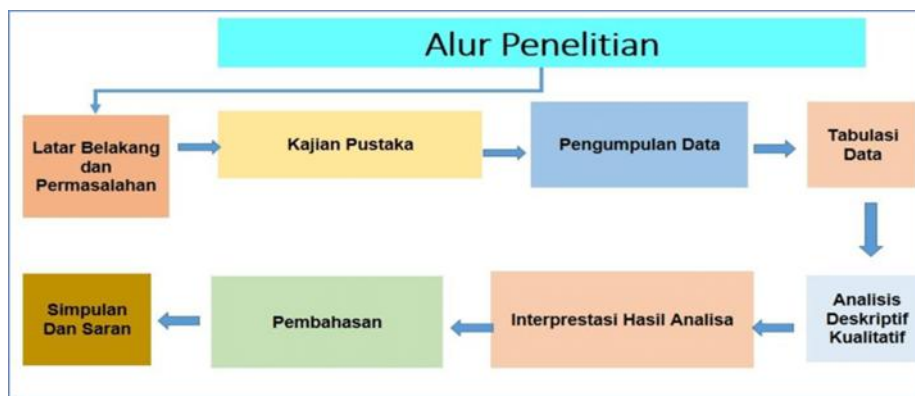 Alur Penelitian
Latar Belakang
dan
Permasalahan
Kajian Pustaka
Pengumpulan Data
Tabulasi
Data
Analisis
Deskriptif
Kualitatif
Interprestasi Hasil Analisa
Pembahasan
Simpulan
Dan Saran